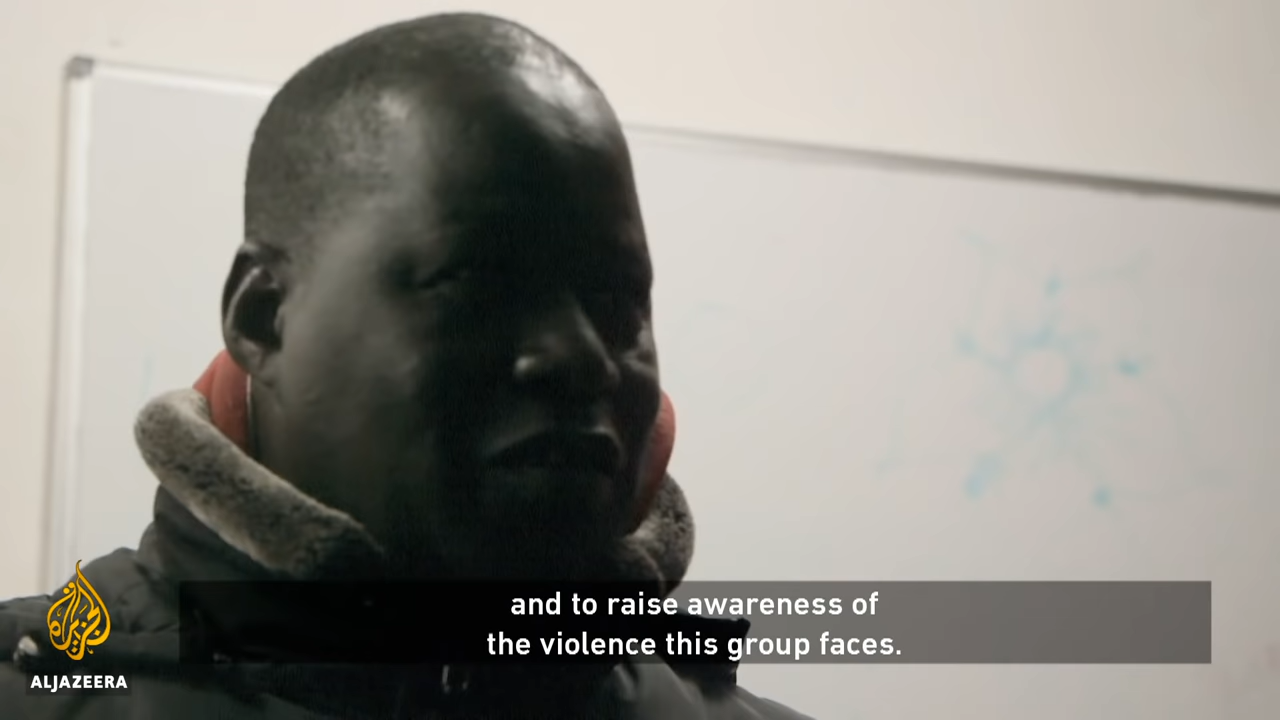 and to raise awareness of
the violence this group faces.
الجزيرة
ALJAZEERA